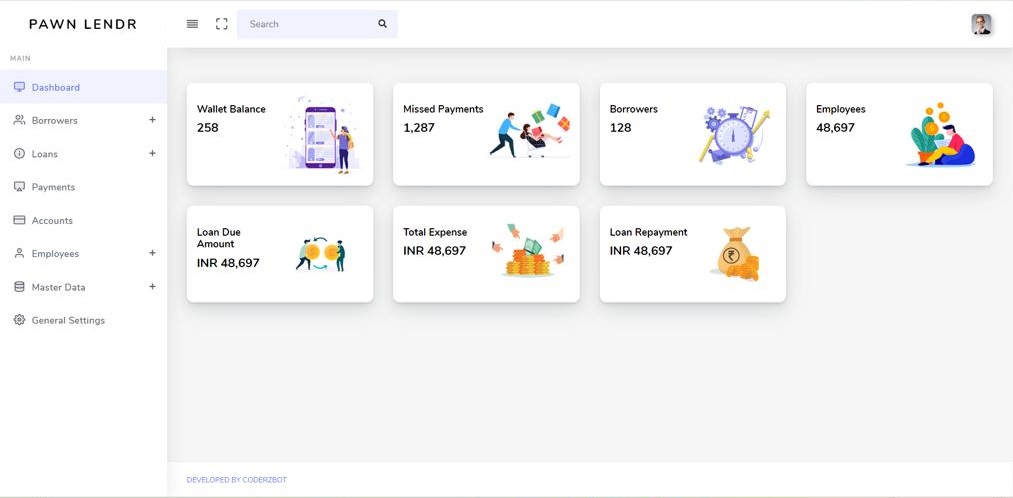 PAWN LENDR
Search
MAIN
Dashboard
Borrowers +
Loans +
Payments
Accounts
Employees +
Master Data +
General Settings
Wallet Balance
258
Missed Payments
1,287
Borrowers
128
Employees
48,697
Loan Due
Amount
INR 48,697
Total Expense
INR 48,697
Loan Repayment
INR 48,697
₹
DEVELOPED BY CODERZBOT